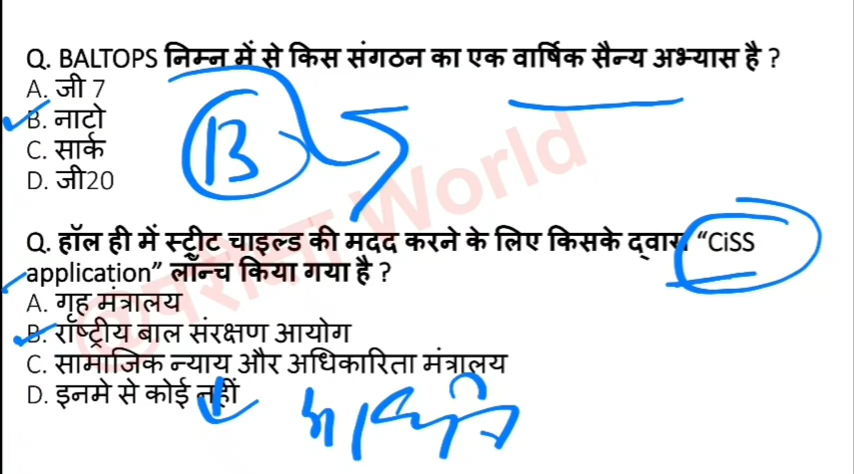 Q. BALTOPS निम्न में से किस संगठन का एक वार्षिक सैन्य अभ्यास है ?
A. जी 7
B. नाटो
C. सार्क
D. जी20
B
Q. हॉल ही में स्ट्रीट चाइल्ड की मदद करने के लिए किसके द्वारा “CiSS
application” लॉन्च किया गया है ?
A. गृह मंत्रालय
B. रॉष्ट्रीय बाल संरक्षण आयोग
C. सामाजिक न्याय और अधिकारिता मंत्रालय
D. इनमे से कोई नहीं
World